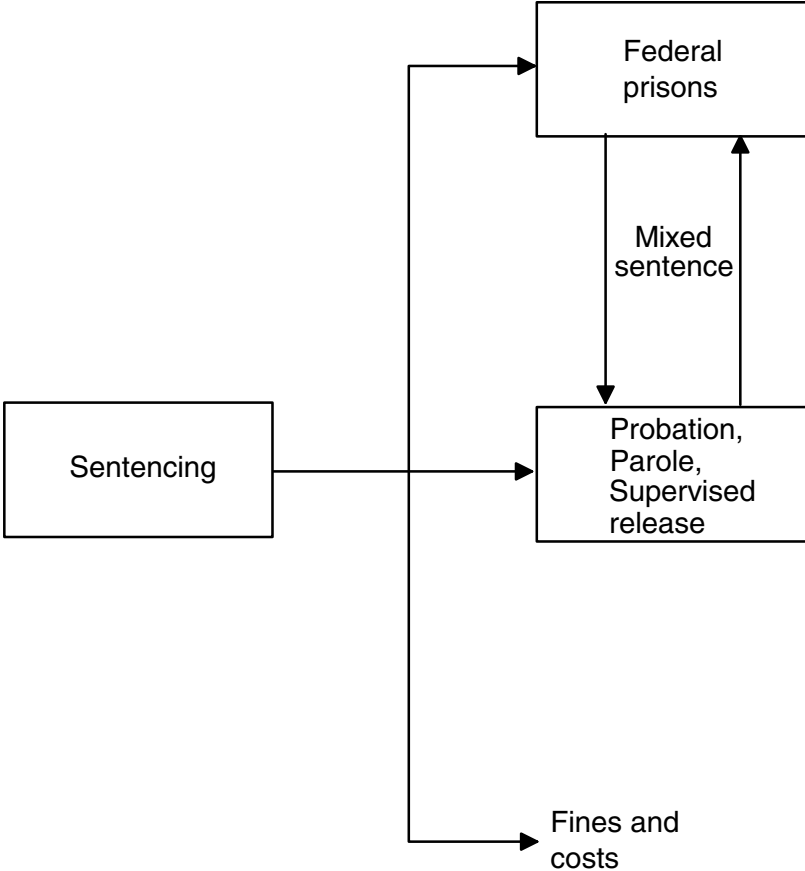 Federal
prisons
Mixed
sentence
Sentencing
Probation,
Parole,
Supervised
release
Fines and
costs